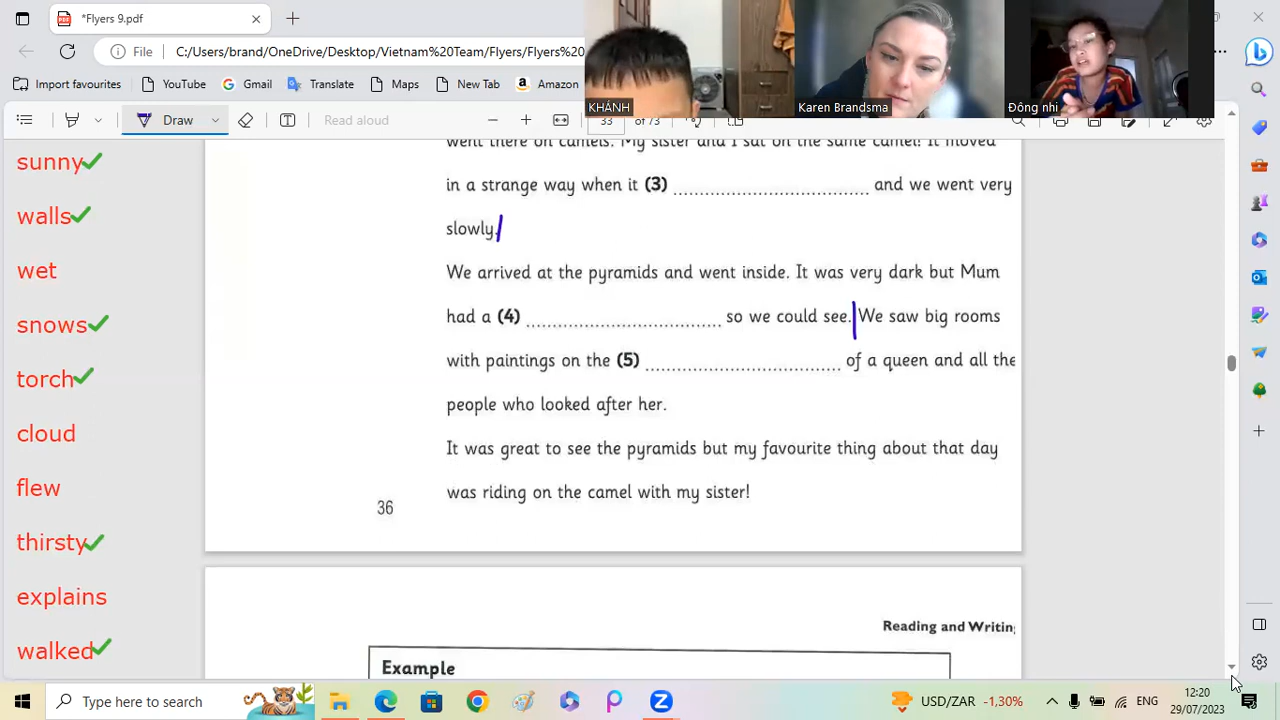 *Flyers 9.pdf
File
C:/Users/brand/OneDrive/Desktop/Vietnam%20Team/Flyers/Flyers%20
Import favourites
YouTube
Gmail
Translate
Maps
New Tab
Amazon
KHÁNH
Karen Brandsma
Đông nhi
Draw
Read aloud
33
of 73
sunny
walls
wet
snows
torch
cloud
flew
thirsty
explains
walked
went there on camels. My sister and I sat on the same camel! It moved
in a strange way when it (3) and we went very
slowly.
We arrived at the pyramids and went inside. It was very dark but Mum
had a (4) so we could see. We saw big rooms
with paintings on the (5) of a queen and all the
people who looked after her.
It was great to see the pyramids but my favourite thing about that day
was riding on the camel with my sister!
36
Reading and Writing
Example
Type here to search
USD/ZAR -1,30%
ENG
12:20
29/07/2023